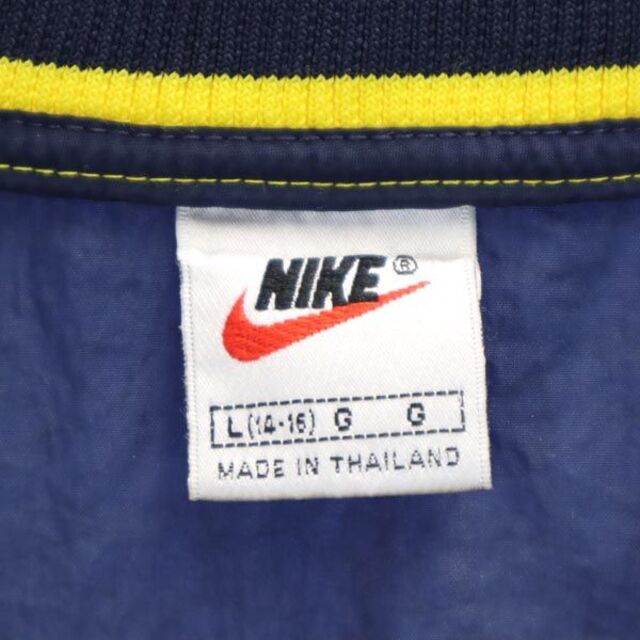 NIKE®
L (14-16) G G
MADE IN THAILAND